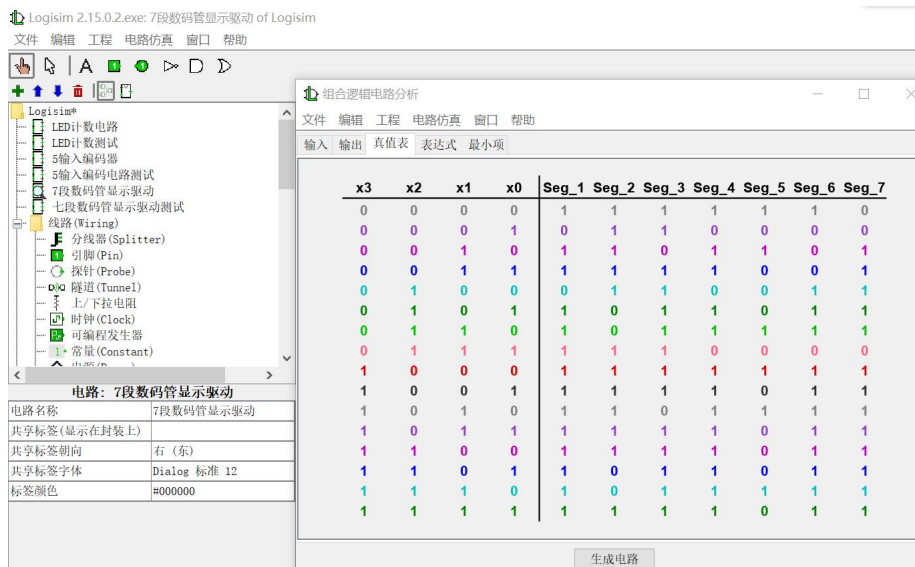 Logisim 2.15.0.2.exe: 7段数码管显示驱动 of Logisim
文件 编辑 工程 电路仿真 窗口 帮助
A
Logisim*
LED计数电路
LED计数测试
5输入编码器
5输入编码电路测试
7段数码管显示驱动
七段数码管显示驱动测试
线路(Wiring)
分线器(Splitter)
引脚(Pin)
探针(Probe)
隧道(Tunnel)
上/下拉电阻
时钟(Clock)
可编程发生器
常量(Constant)
电路: 7段数码管显示驱动
电路名称 7段数码管显示驱动
共享标签(显示在封装上)
共享标签朝向 右 (东)
共享标签字体 Dialog 标准 12
标签颜色 #000000
组合逻辑电路分析
文件 编辑 工程 电路仿真 窗口 帮助
输入 输出 真值表 表达式 最小项
x3 x2 x1 x0 Seg_1 Seg_2 Seg_3 Seg_4 Seg_5 Seg_6 Seg_7
0 0 0 0 1 1 1 1 1 1 0
0 0 0 1 0 1 1 0 0 0 0
0 0 1 0 1 1 0 1 1 0 1
0 0 1 1 1 1 1 1 0 0 1
0 1 0 0 0 1 1 0 0 1 1
0 1 0 1 1 0 1 1 0 1 1
0 1 1 0 1 0 1 1 1 1 1
0 1 1 1 1 1 1 0 0 0 0
1 0 0 0 1 1 1 1 1 1 1
1 0 0 1 1 1 1 1 0 1 1
1 0 1 0 1 1 0 1 1 1 1
1 0 1 1 1 1 1 1 0 1 1
1 1 0 0 1 1 1 1 0 1 1
1 1 0 1 1 0 1 1 0 1 1
1 1 1 0 1 0 1 1 1 1 1
1 1 1 1 1 1 1 1 0 1 1
生成电路